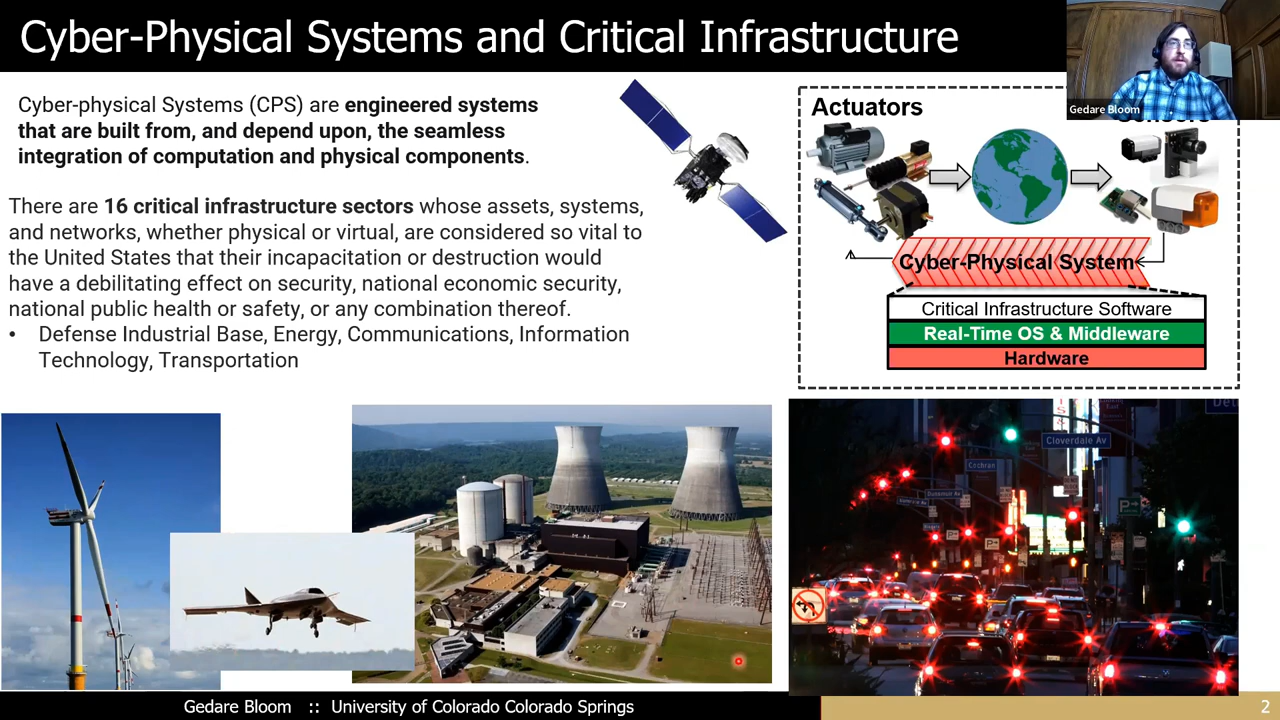 Cyber-Physical Systems and Critical Infrastructure
Gedare Bloom
Cyber-physical Systems (CPS) are engineered systems
that are built from, and depend upon, the seamless
integration of computation and physical components.
There are 16 critical infrastructure sectors whose assets, systems,
and networks, whether physical or virtual, are considered so vital to
the United States that their incapacitation or destruction would
have a debilitating effect on security, national economic security,
national public health or safety, or any combination thereof.
• Defense Industrial Base, Energy, Communications, Information
Technology, Transportation
Actuators
Cyber-Physical System
Critical Infrastructure Software
Real-Time OS & Middleware
Hardware
Cloverdale Av
Cochran
Gedare Bloom :: University of Colorado Colorado Springs
2